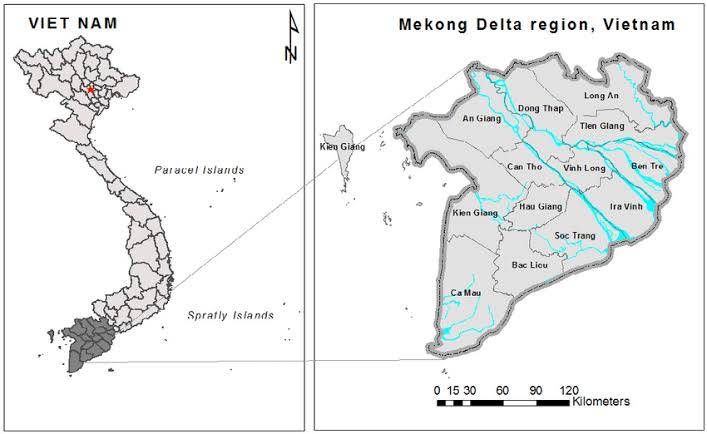 VIET NAM
N
Paracel Islands
Spratly Islands
Mekong Delta region, Vietnam
Long An
Dong Thap
An Giang
Tien Giang
Kien Giang
Can Tho
Vinh Long
Ben Tre
Kien Giang
Hau Giang
Ira Vinh
Soc Trang
Bac Lieu
Ca Mau
0 15 30 60 90 120
Kilometers